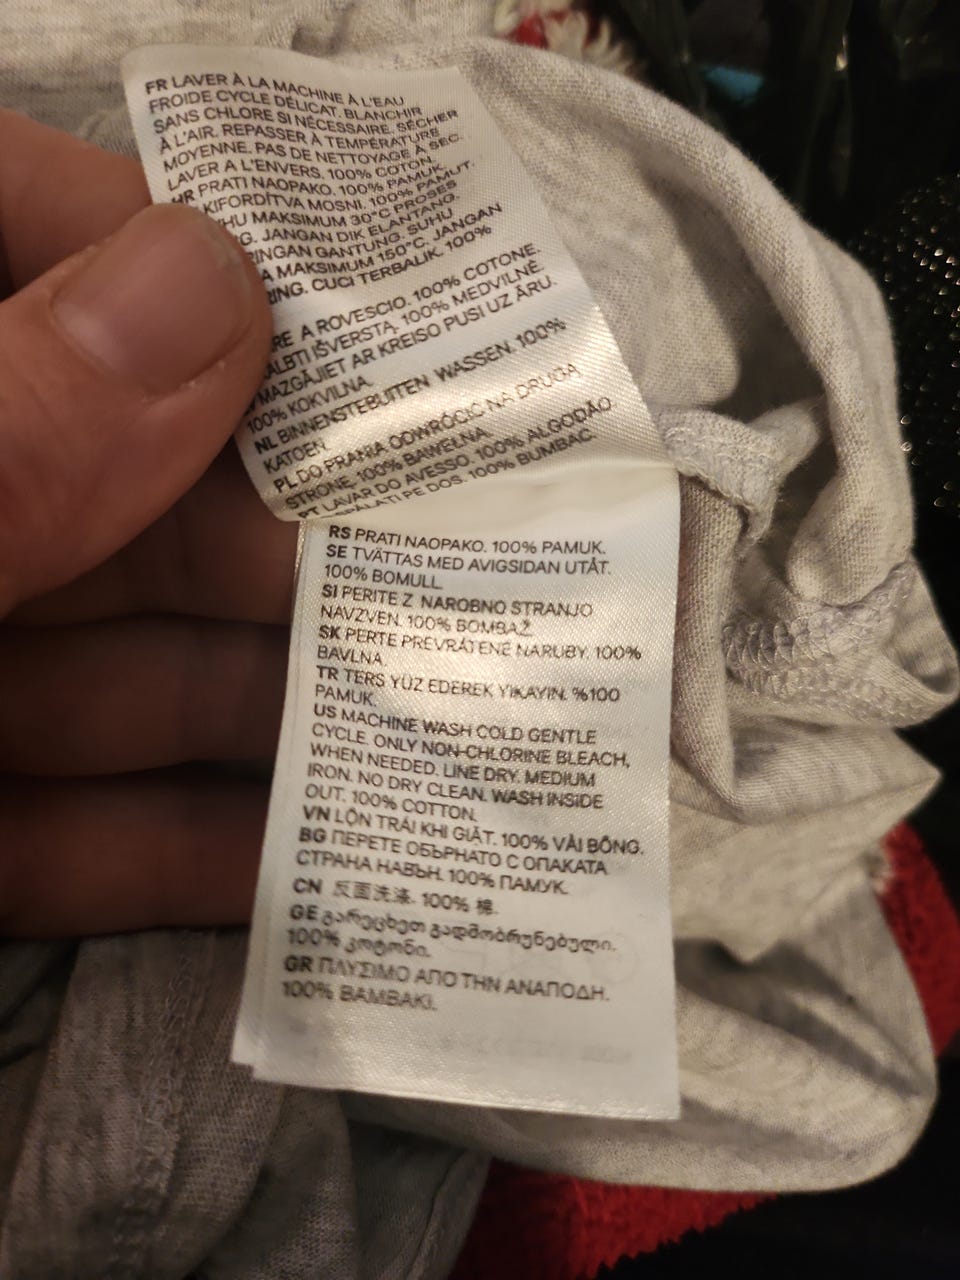 FR LAVER À LA MACHINE À L'EAU
FROIDE CYCLE DÉLICAT. BLANCHIR
SANS CHLORE SI NÉCESSAIRE. SÉCHER
À L'AIR. REPASSER À TEMPÉRATURE
MOYENNE. PAS DE NETTOYAGE À SEC.
LAVER A L'ENVERS. 100% COTON.
HR PRATI NAOPAKO. 100% PAMUK.
KIFORDÍTVA MOSNI. 100% PAMUT.
MAKSIMUM 30°C PROSES
JANGAN DIK ELANTANG.
GANTUNG. SUHU
MAKSIMUM 150°C. JANGAN
CUCI TERBALIK. 100%
A ROVESCIO. 100% COTONE.
IŠVERSTĄ. 100% MEDVILNĖ.
MAZGĀJIET AR KREISO PUSI UZ ĀRU.
100% KOKVILNA.
NL BINNENSTEBUITEN WASSEN. 100%
KATOEN.
PL DO PRANIA ODWRÓCIĆ NA DRUGĄ
STRONĘ. 100% BAWEŁNA.
PT LAVAR DO AVESSO. 100% ALGODÃO
PE DOS. 100% BUMBAC.
RS PRATI NAOPAKO. 100% PAMUK.
SE TVÄTTAS MED AVIGSIDAN UTÅT.
100% BOMULL.
SI PERITE Z NAROBNO STRANJO
NAVZVEN. 100% BOMBAŽ.
SK PERTE PREVRÁTENÉ NARUBY. 100%
BAVLNA.
TR TERS YÜZ EDEREK YIKAYIN. %100
PAMUK.
US MACHINE WASH COLD GENTLE
CYCLE. ONLY NON-CHLORINE BLEACH,
WHEN NEEDED. LINE DRY. MEDIUM
IRON. NO DRY CLEAN. WASH INSIDE
OUT. 100% COTTON.
VN LỘN TRÁI KHI GIẶT. 100% VẢI BÔNG.
BG ПЕРЕТЕ ОБЪРНАТО С ОПАКАТА
СТРАНА НАВЪН. 100% ПАМУК.
CN 反面洗涤. 100% 棉.
GE გარეცხეთ გადმობრუნებული.
100% კოტონი.
GR ΠΛΥΣΙΜΟ ΑΠΟ ΤΗΝ ΑΝΑΠΟΔΗ.
100% ΒΑΜΒΑΚΙ.